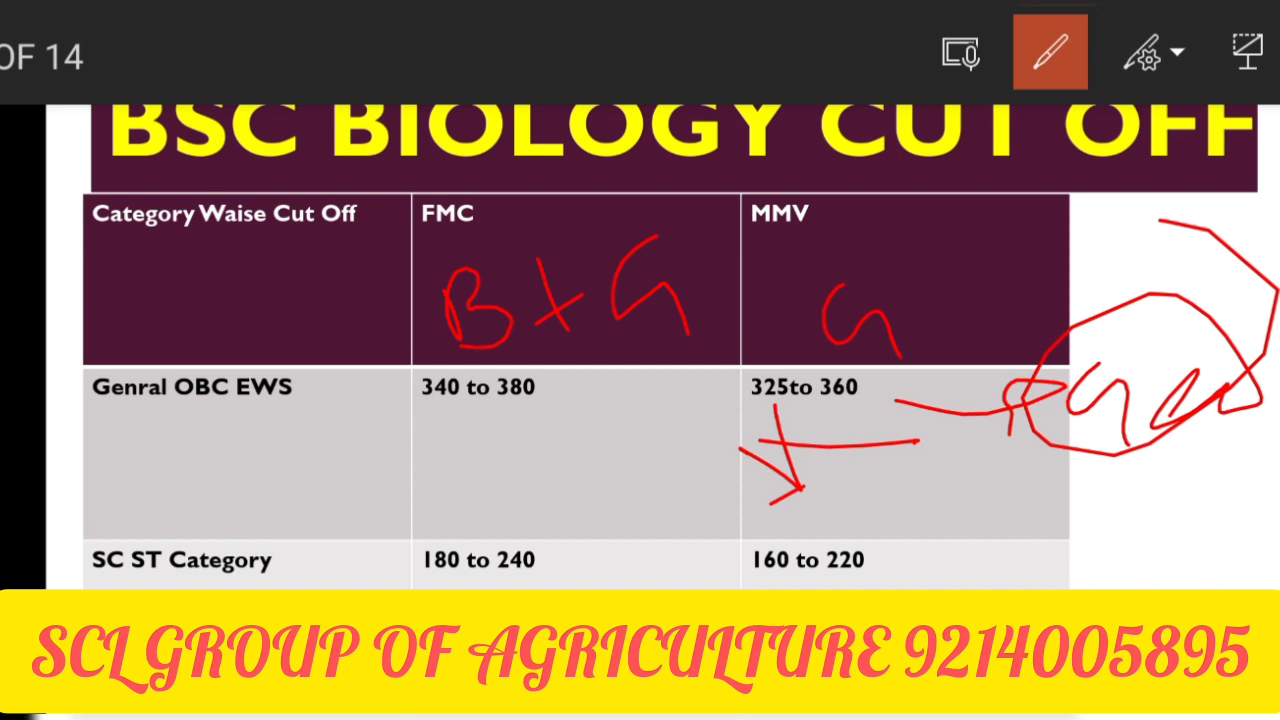 OF 14
BSC BIOLOGY CUT OFF
Category Waise Cut Off FMC MMV
B + G G
Genral OBC EWS 340 to 380 325to 360
SC ST Category 180 to 240 160 to 220
SCL GROUP OF AGRICULTURE 9214005895